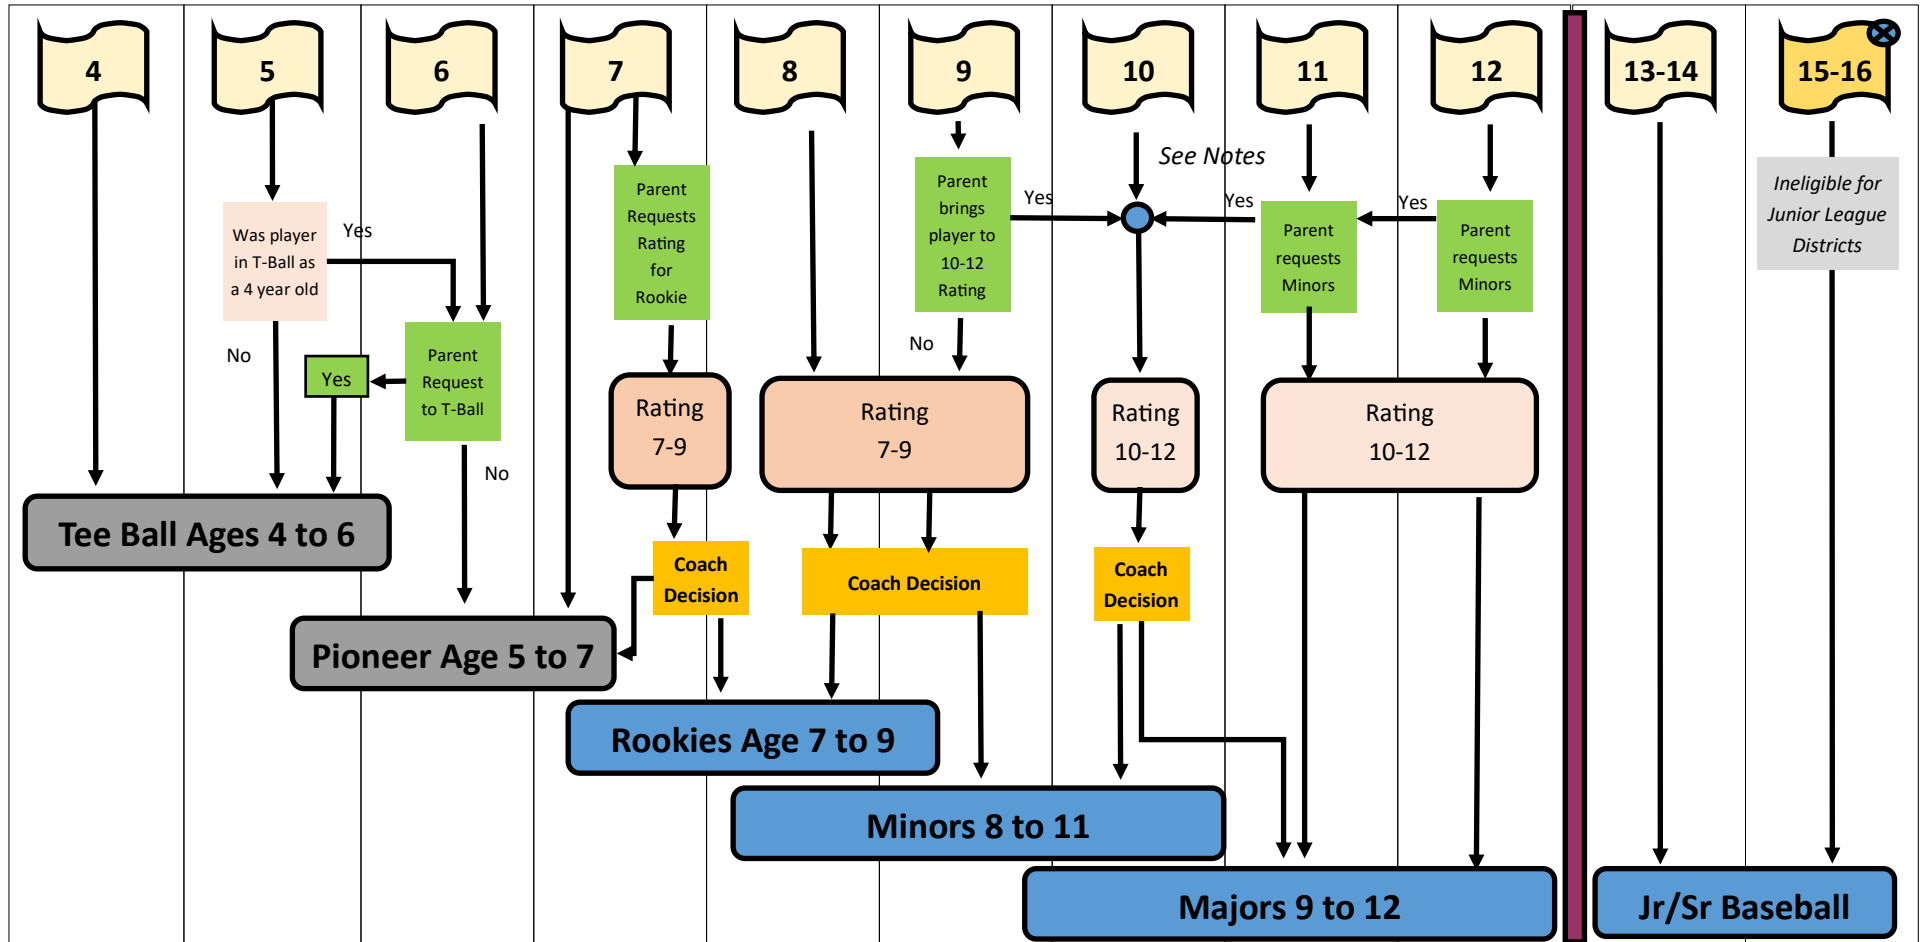 4
5
6
7
8
9
10
11
12
13-14
15-16
See Notes
Was player
in T-Ball as
a 4 year old
Yes
No
Yes
Parent
Request
to T-Ball
No
Parent
Requests
Rating
for
Rookie
Parent
brings
player to
10-12
Rating
Yes
No
Yes
Parent
requests
Minors
Yes
Parent
requests
Minors
Ineligible for
Junior League
Districts
Rating
7-9
Rating
7-9
Rating
10-12
Rating
10-12
Coach
Decision
Coach Decision
Coach
Decision
Tee Ball Ages 4 to 6
Pioneer Age 5 to 7
Rookies Age 7 to 9
Minors 8 to 11
Majors 9 to 12
Jr/Sr Baseball